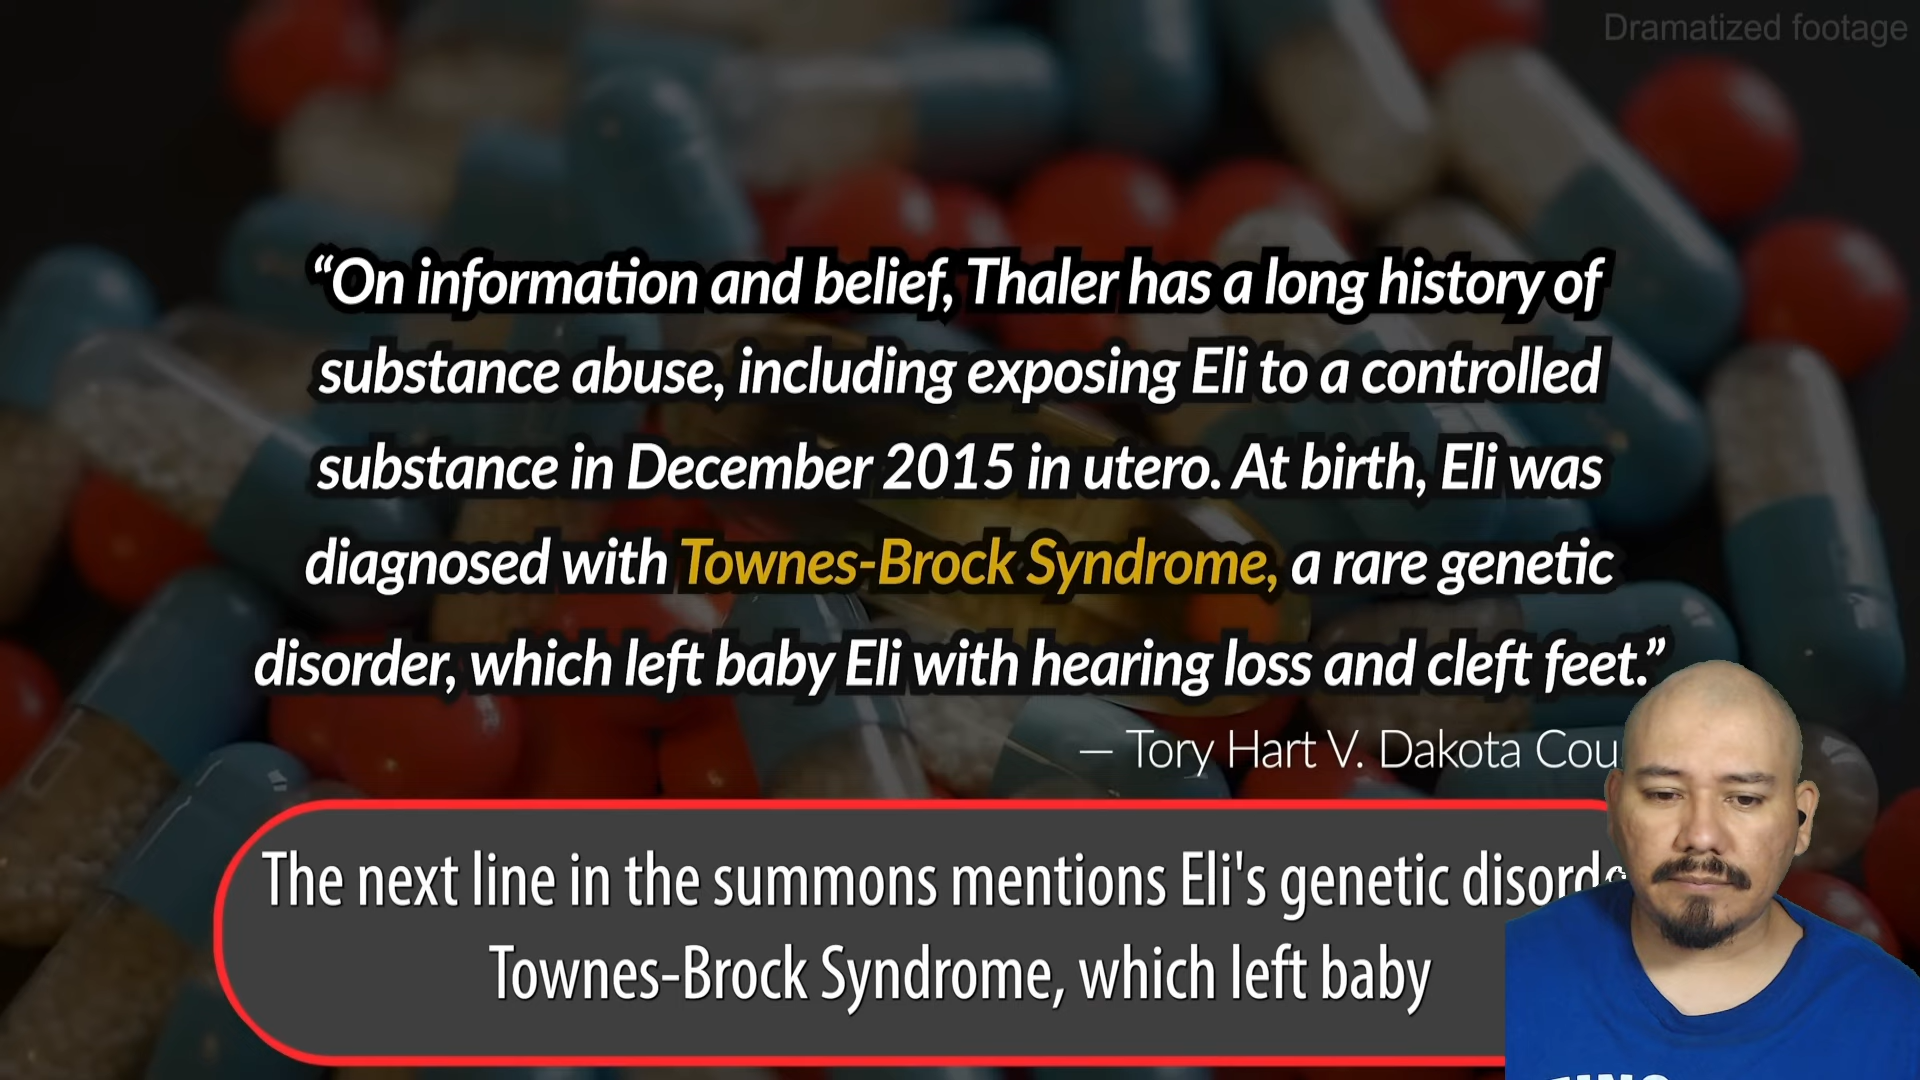 Dramatized footage
“On information and belief, Thaler has a long history of
substance abuse, including exposing Eli to a controlled
substance in December 2015 in utero. At birth, Eli was
diagnosed with Townes-Brock Syndrome, a rare genetic
disorder, which left baby Eli with hearing loss and cleft feet.”
– Tory Hart V. Dakota
The next line in the summons mentions Eli's genetic
Townes-Brock Syndrome, which left baby